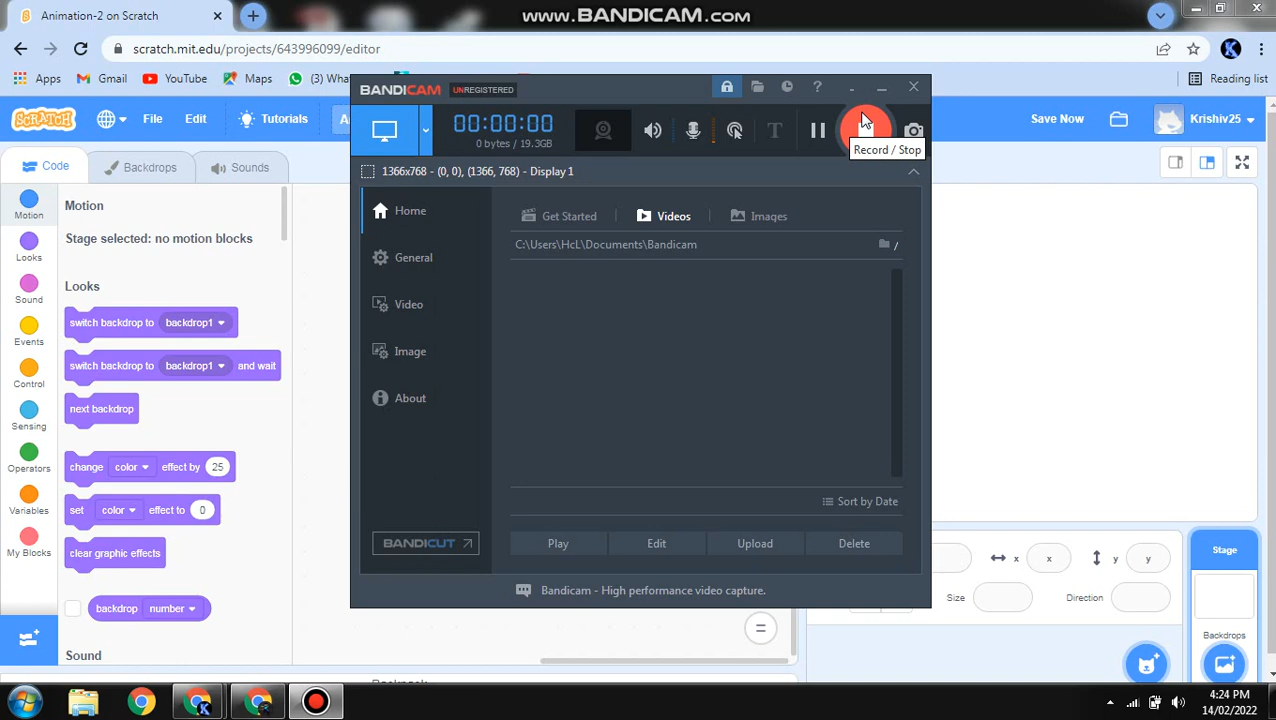 Animation-2 on Scratch
www.BANDICAM.com
scratch.mit.edu/projects/643996099/editor
Apps
Gmail
YouTube
Maps
(3) Wha
Reading list
BANDICAM
UNREGISTERED
SCRATCH
File
Edit
Tutorials
Save Now
Krishiv25
00:00:00
0 bytes / 19.3GB
T
Record / Stop
Code
Backdrops
Sounds
1366x768 - (0, 0), (1366, 768) - Display 1
Motion
Looks
Sound
Events
Control
Sensing
Operators
Variables
My Blocks
Motion
Stage selected: no motion blocks
Looks
switch backdrop to backdrop1
switch backdrop to backdrop1 and wait
next backdrop
change color effect by 25
set color effect to 0
clear graphic effects
backdrop number
Sound
Home
General
Video
Image
About
BANDICUT
Get Started
Videos
Images
C:\Users\HcL\Documents\Bandicam
/
Sort by Date
Play
Edit
Upload
Delete
Bandicam - High performance video capture.
x
x
y
y
Size
Direction
Stage
Backdrops
4:24 PM
14/02/2022